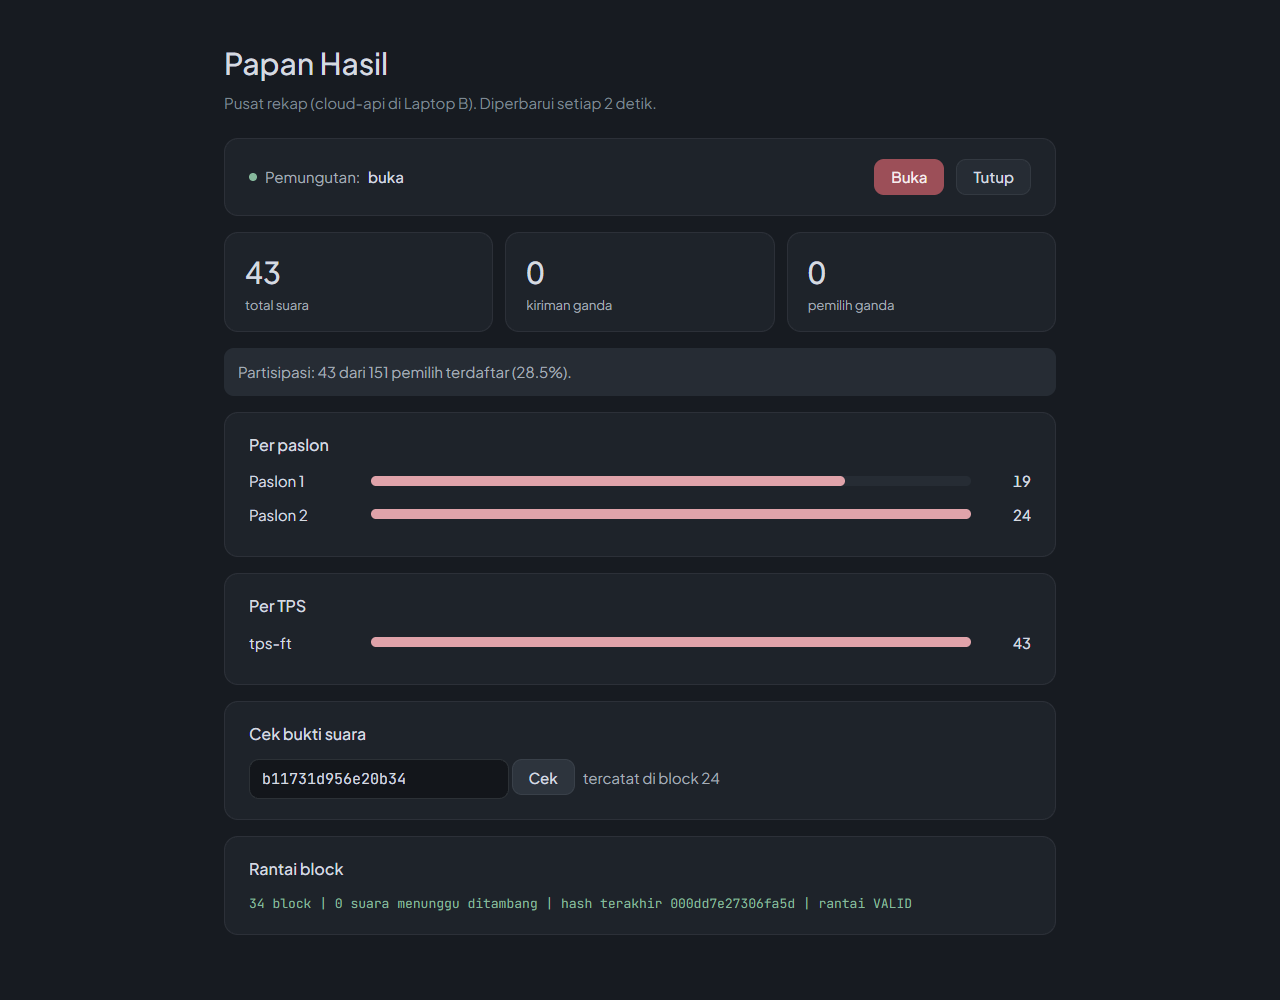 Papan Hasil
Pusat rekap (cloud-api di Laptop B). Diperbarui setiap 2 detik.
Pemungutan: buka
Buka
Tutup
43
total suara
0
kiriman ganda
0
pemilih ganda
Partisipasi: 43 dari 151 pemilih terdaftar (28.5%).
Per paslon
Paslon 1 19
Paslon 2 24
Per TPS
tps-ft 43
Cek bukti suara
b11731d956e20b34 Cek tercatat di block 24
Rantai block
34 block | 0 suara menunggu ditambang | hash terakhir 000dd7e27306fa5d | rantai VALID